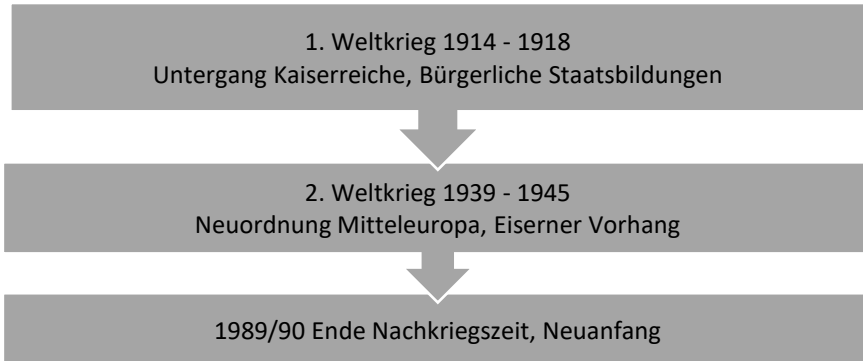 1. Weltkrieg 1914 - 1918
Untergang Kaiserreiche, Bürgerliche Staatsbildungen
2. Weltkrieg 1939 - 1945
Neuordnung Mitteleuropa, Eiserner Vorhang
1989/90 Ende Nachkriegszeit, Neuanfang